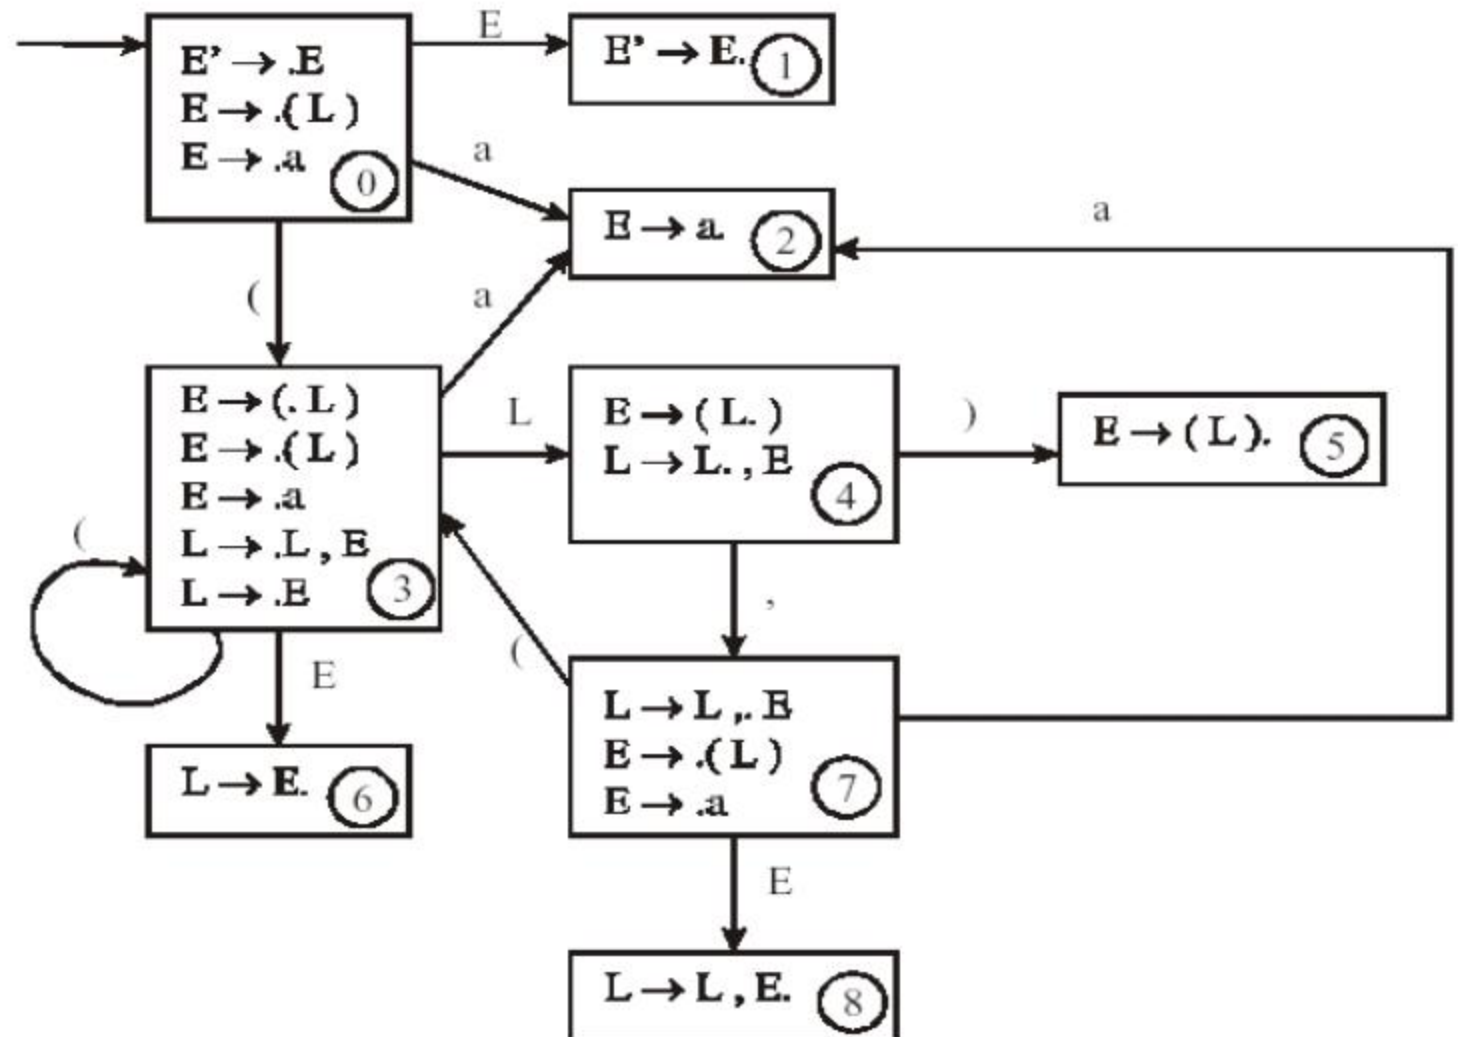 E
E' → .E
E → .( L )
E → .a
0
E' → E.
1
a
E → a.
2
a
(
a
E → (. L )
E → .( L )
E → .a
L → .L , E
L → .E
3
L
E → ( L. )
L → L. , E
4
)
E → ( L ).
5
(
,
(
E
L → E.
6
L → L ,. E
E → .( L )
E → .a
7
E
L → L , E.
8